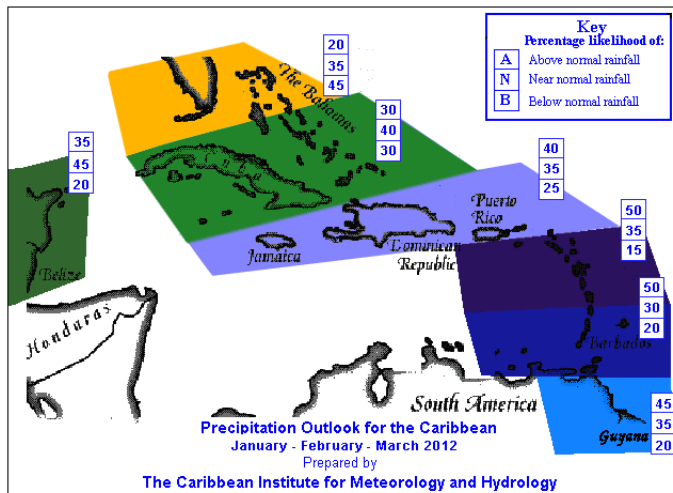 Key
Percentage likelihood of:
A Above normal rainfall
N Near normal rainfall
B Below normal rainfall
20
35
45
The Bahamas
30
40
30
35
45
20
Cuba
40
35
25
Puerto
Rico
50
35
15
Jamaica
Dominican
Republic
Belize
50
30
20
Honduras
Barbados
South America
45
35
20
Guyana
Precipitation Outlook for the Caribbean
January - February - March 2012
Prepared by
The Caribbean Institute for Meteorology and Hydrology